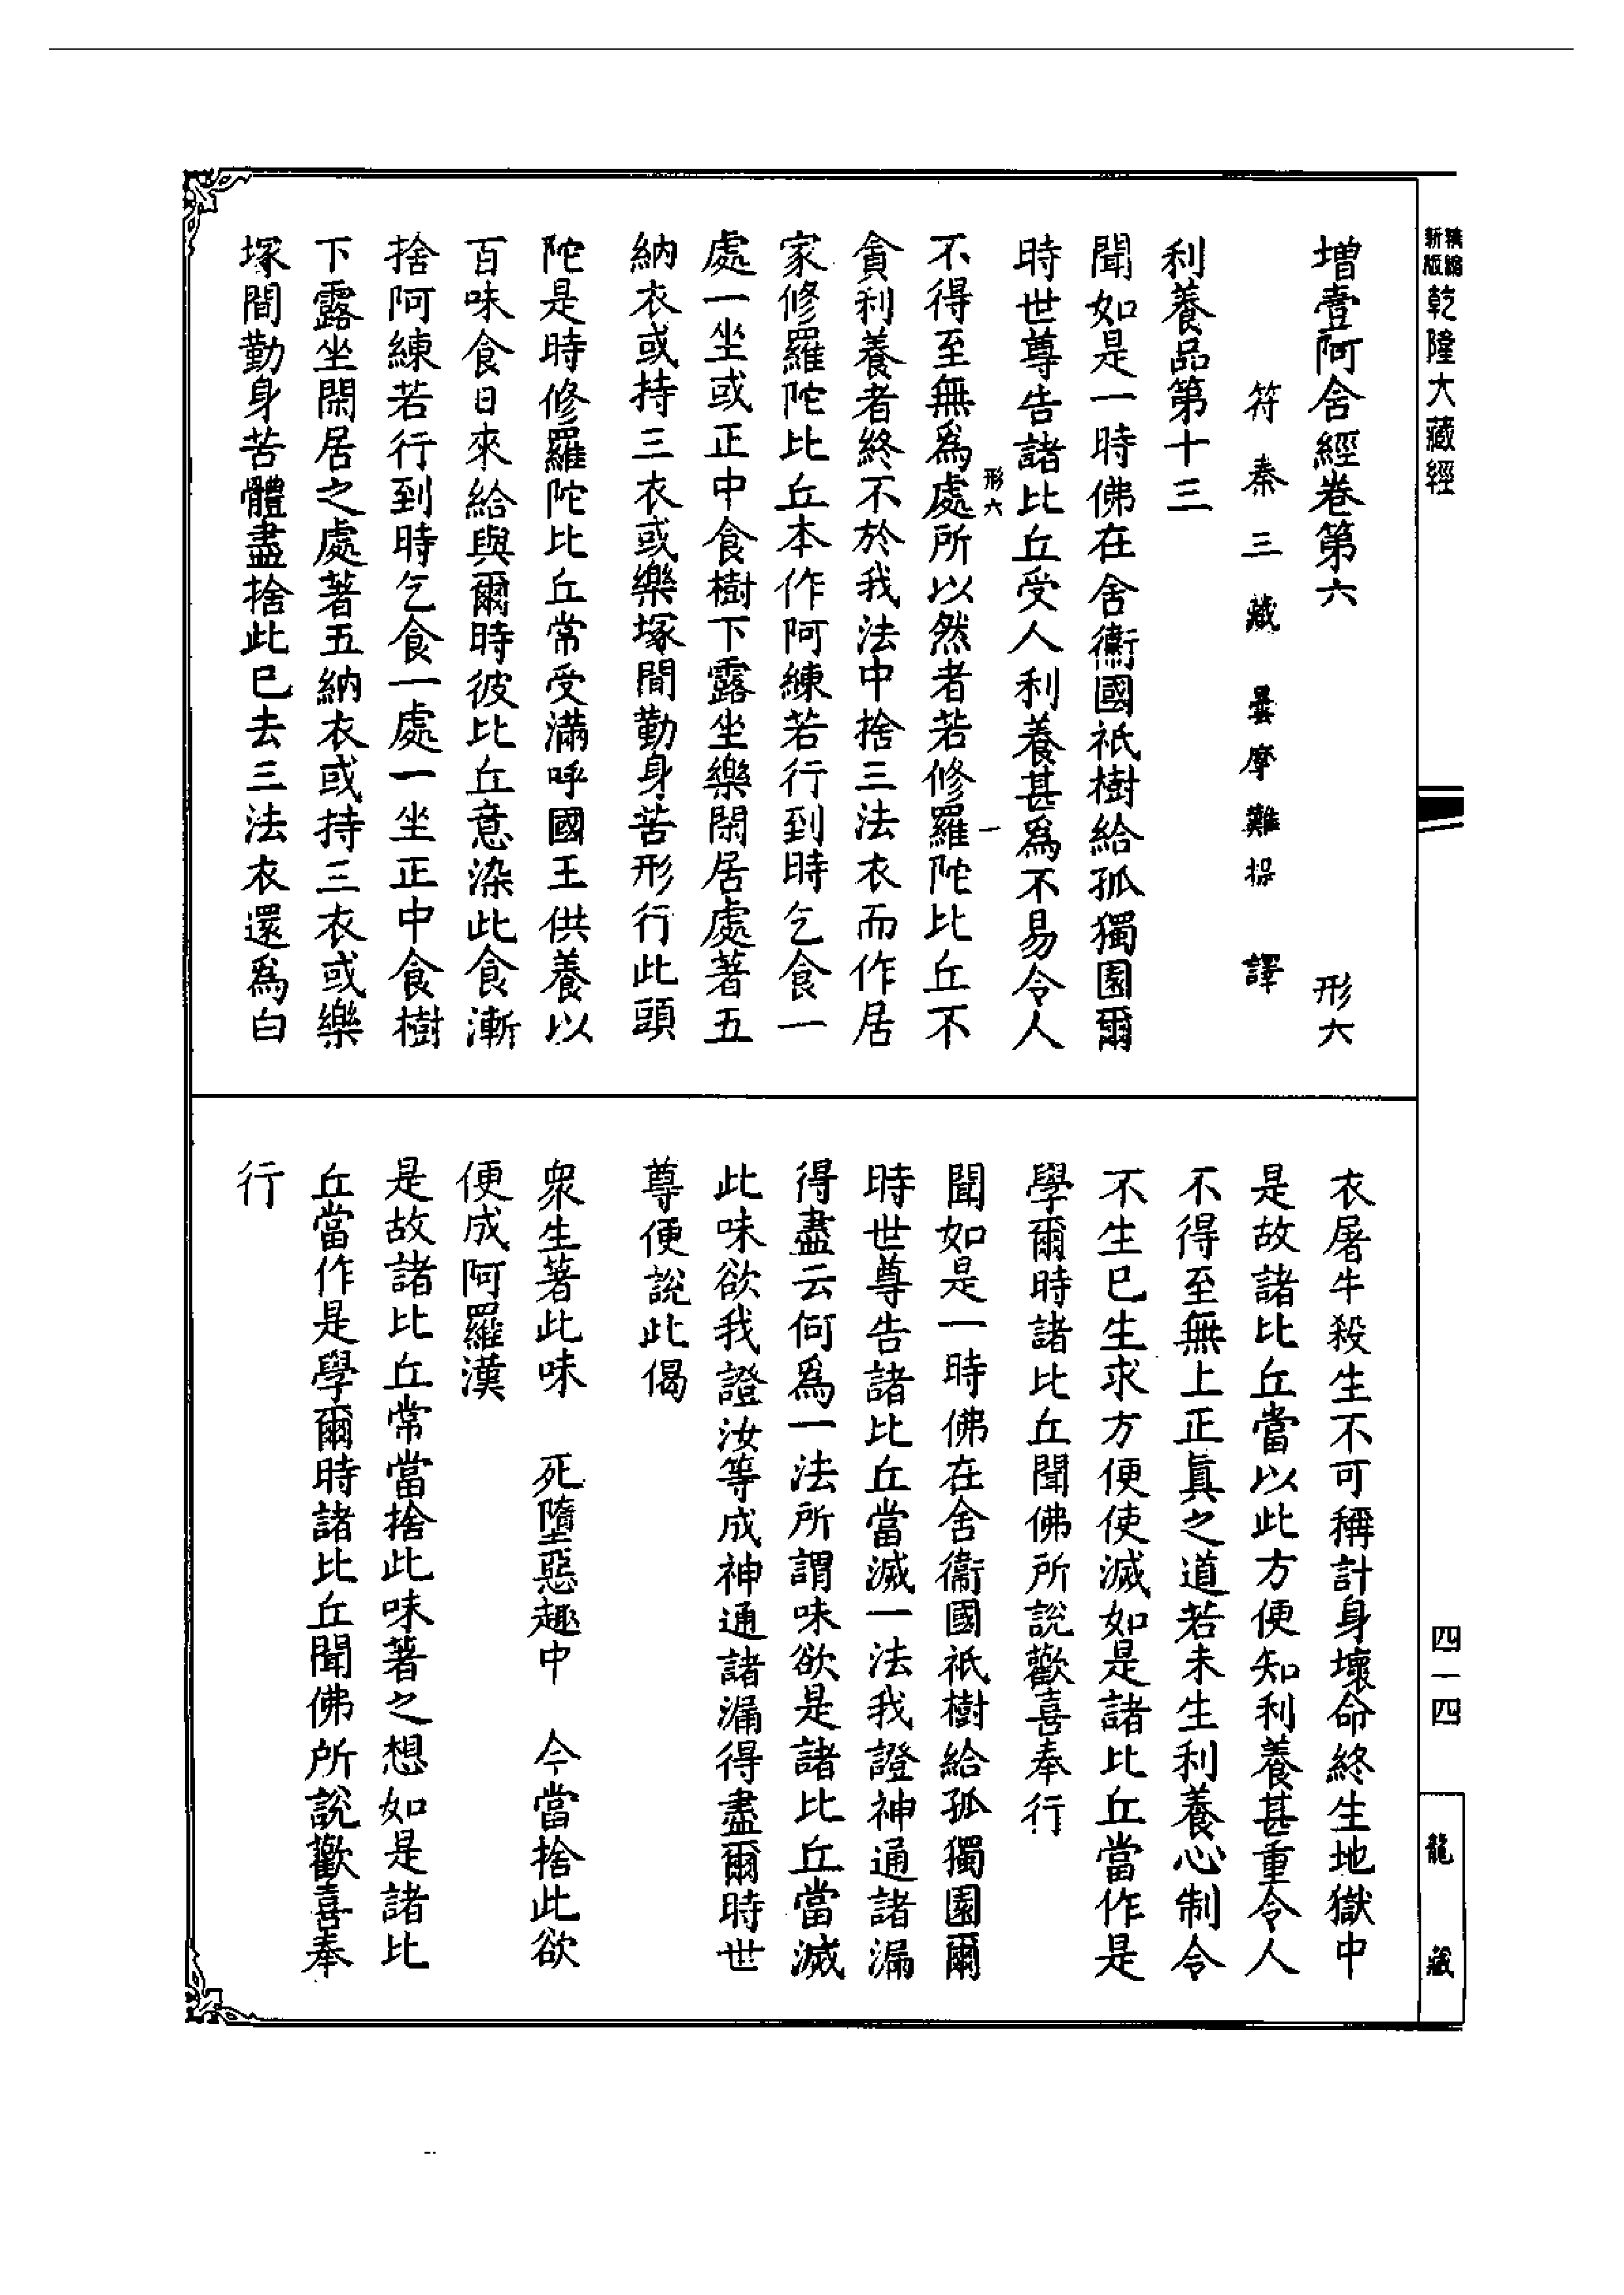 精縮新版乾隆大藏經
增壹阿含經卷第六　形六
符秦三藏曇摩難提譯
利養品第十三
聞如是一時佛在舍衞國祇樹給孤獨園爾
時世尊告諸比丘受人利養甚爲不易令人
形六　一
不得至無爲處所以然者若修羅陀比丘不
貪利養者終不於我法中捨三法衣而作居
家修羅陀比丘本作阿練若行到時乞食一
處一坐或正中食樹下露坐樂閑居處著五
納衣或持三衣或樂塚間勤身苦形行此頭
陀是時修羅陀比丘常受滿呼國王供養以
百味食日來給與爾時彼比丘意染此食漸
捨阿練若行到時乞食一處一坐正中食樹
下露坐閑居之處著五納衣或持三衣或樂
塚間勤身苦體盡捨此已去三法衣還爲白
衣屠牛殺生不可稱計身壞命終生地獄中
是故諸比丘當以此方便知利養甚重令人
不得至無上正眞之道若未生利養心制令
不生已生求方便使滅如是諸比丘當作是
學爾時諸比丘聞佛所說歡喜奉行
聞如是一時佛在舍衞國祇樹給孤獨園爾
時世尊告諸比丘當滅一法我證神通諸漏
得盡云何爲一法所謂味欲是諸比丘當滅
此味欲我證汝等成神通諸漏得盡爾時世
尊便說此偈
衆生著此味　死墮惡趣中　今當捨此欲
便成阿羅漢
是故諸比丘常當捨此味著之想如是諸比
丘當作是學爾時諸比丘聞佛所說歡喜奉
行
四一四
龍藏